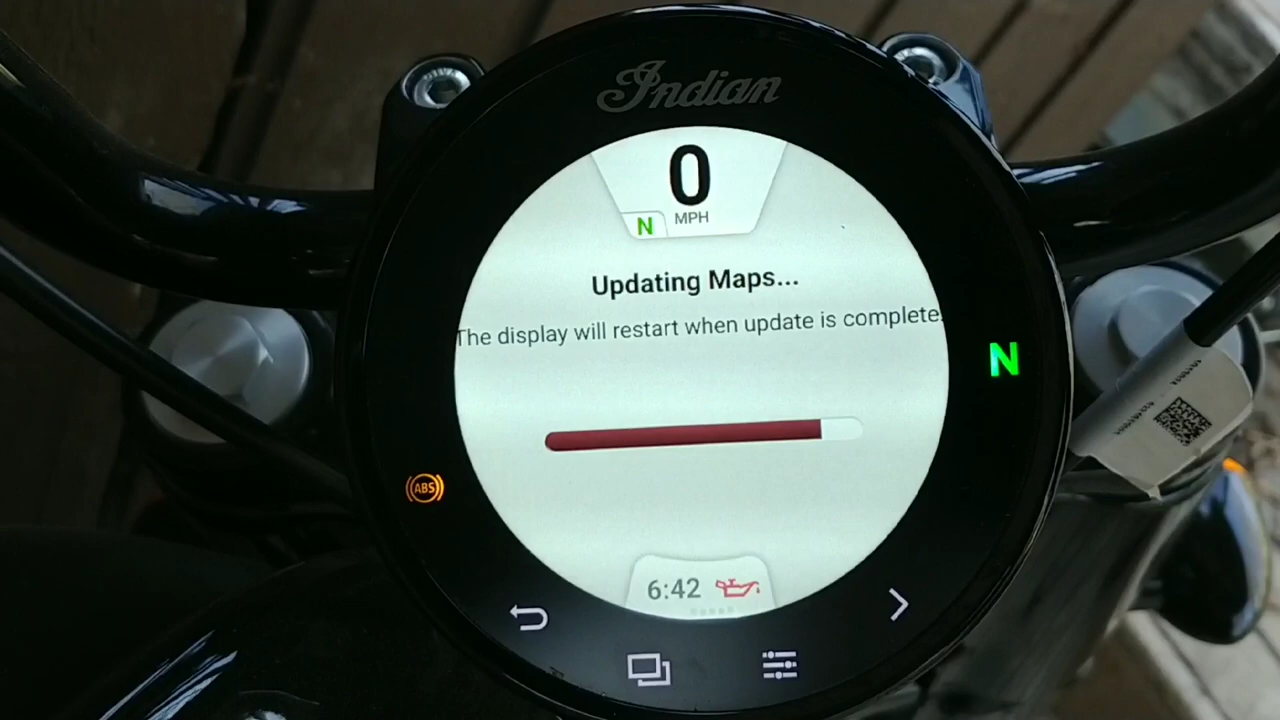 Indian
0
MPH
N
Updating Maps...
The display will restart when update is complete.
N
ABS
6:42